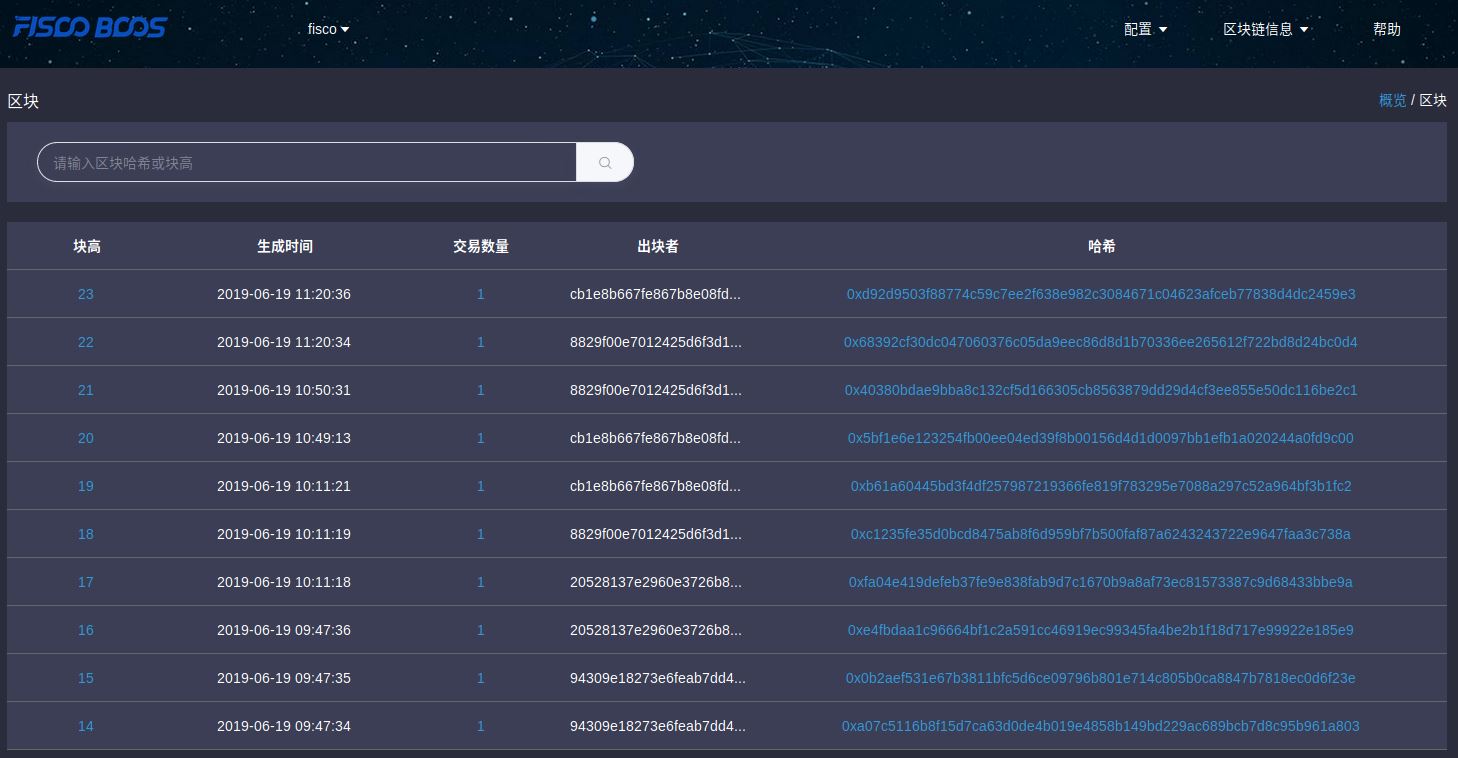 FISCO BCOS fisco 配置 区块链信息 帮助
区块 概览 / 区块
请输入区块哈希或块高
块高 生成时间 交易数量 出块者 哈希
23 2019-06-19 11:20:36 1 cb1e8b667fe867b8e08fd... 0xd92d9503f88774c59c7ee2f638e982c3084671c04623afceb77838d4dc2459e3
22 2019-06-19 11:20:34 1 8829f00e7012425d6f3d1... 0x68392cf30dc047060376c05da9eec86d8d1b70336ee265612f722bd8d24bc0d4
21 2019-06-19 10:50:31 1 8829f00e7012425d6f3d1... 0x40380bdae9bba8c132cf5d166305cb8563879dd29d4cf3ee855e50dc116be2c1
20 2019-06-19 10:49:13 1 cb1e8b667fe867b8e08fd... 0x5bf1e6e123254fb00ee04ed39f8b00156d4d1d0097bb1efb1a020244a0fd9c00
19 2019-06-19 10:11:21 1 cb1e8b667fe867b8e08fd... 0xb61a60445bd3f4df257987219366fe819f783295e7088a297c52a964bf3b1fc2
18 2019-06-19 10:11:19 1 8829f00e7012425d6f3d1... 0xc1235fe35d0bcd8475ab8f6d959bf7b500faf87a6243243722e9647faa3c738a
17 2019-06-19 10:11:18 1 20528137e2960e3726b8... 0xfa04e419defeb37fe9e838fab9d7c1670b9a8af73ec81573387c9d68433bbe9a
16 2019-06-19 09:47:36 1 20528137e2960e3726b8... 0xe4fbdaa1c96664bf1c2a591cc46919ec99345fa4be2b1f18d717e99922e185e9
15 2019-06-19 09:47:35 1 94309e18273e6feab7dd4... 0x0b2aef531e67b3811bfc5d6ce09796b801e714c805b0ca8847b7818ec0d6f23e
14 2019-06-19 09:47:34 1 94309e18273e6feab7dd4... 0xa07c5116b8f15d7ca63d0de4b019e4858b149bd229ac689bcb7d8c95b961a803